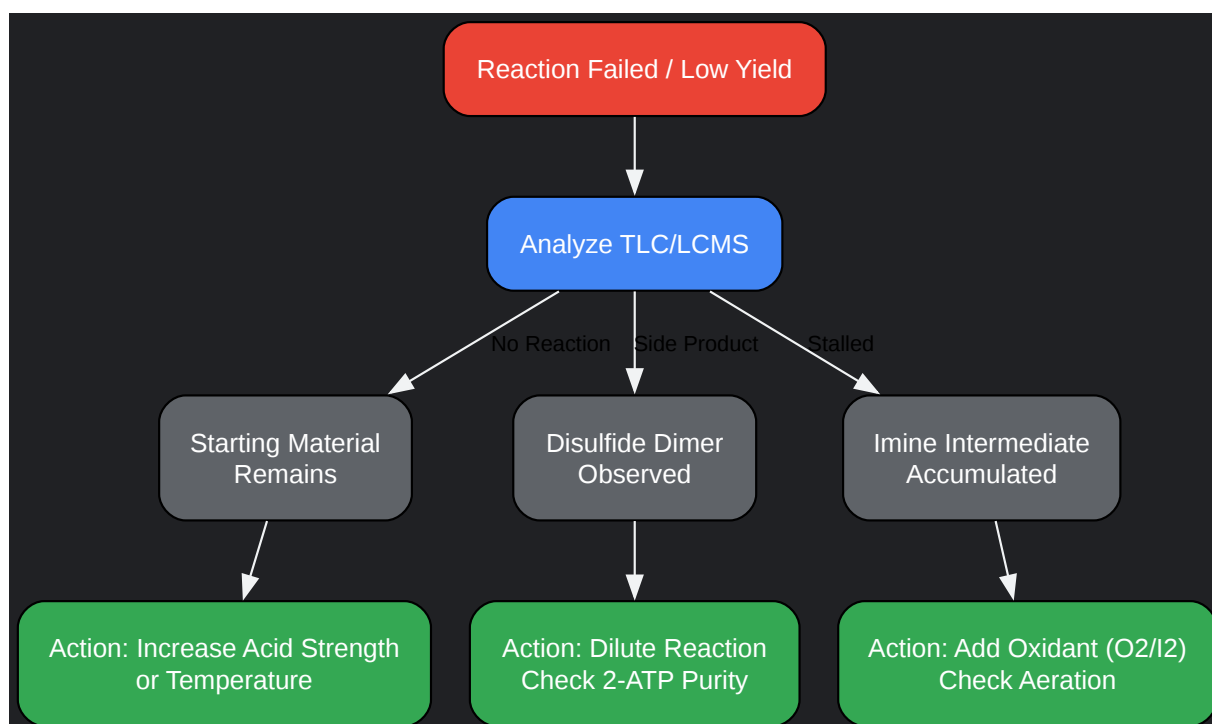 Reaction Failed / Low Yield
Analyze TLC/LCMS
No Reaction
Side Product
Stalled
Starting Material
Remains
Disulfide Dimer
Observed
Imine Intermediate
Accumulated
Action: Increase Acid Strength
or Temperature
Action: Dilute Reaction
Check 2-ATP Purity
Action: Add Oxidant (O2/I2)
Check Aeration